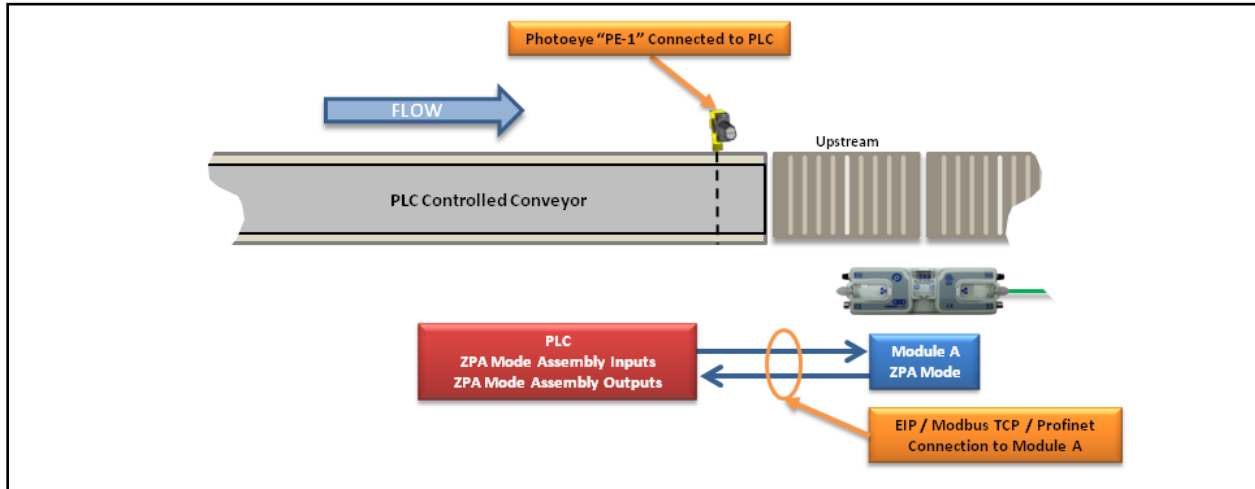 Photoeye “PE-1” Connected to PLC
FLOW
Upstream
PLC Controlled Conveyor
PLC
ZPA Mode Assembly Inputs
ZPA Mode Assembly Outputs
Module A
ZPA Mode
EIP / Modbus TCP / Profinet
Connection to Module A